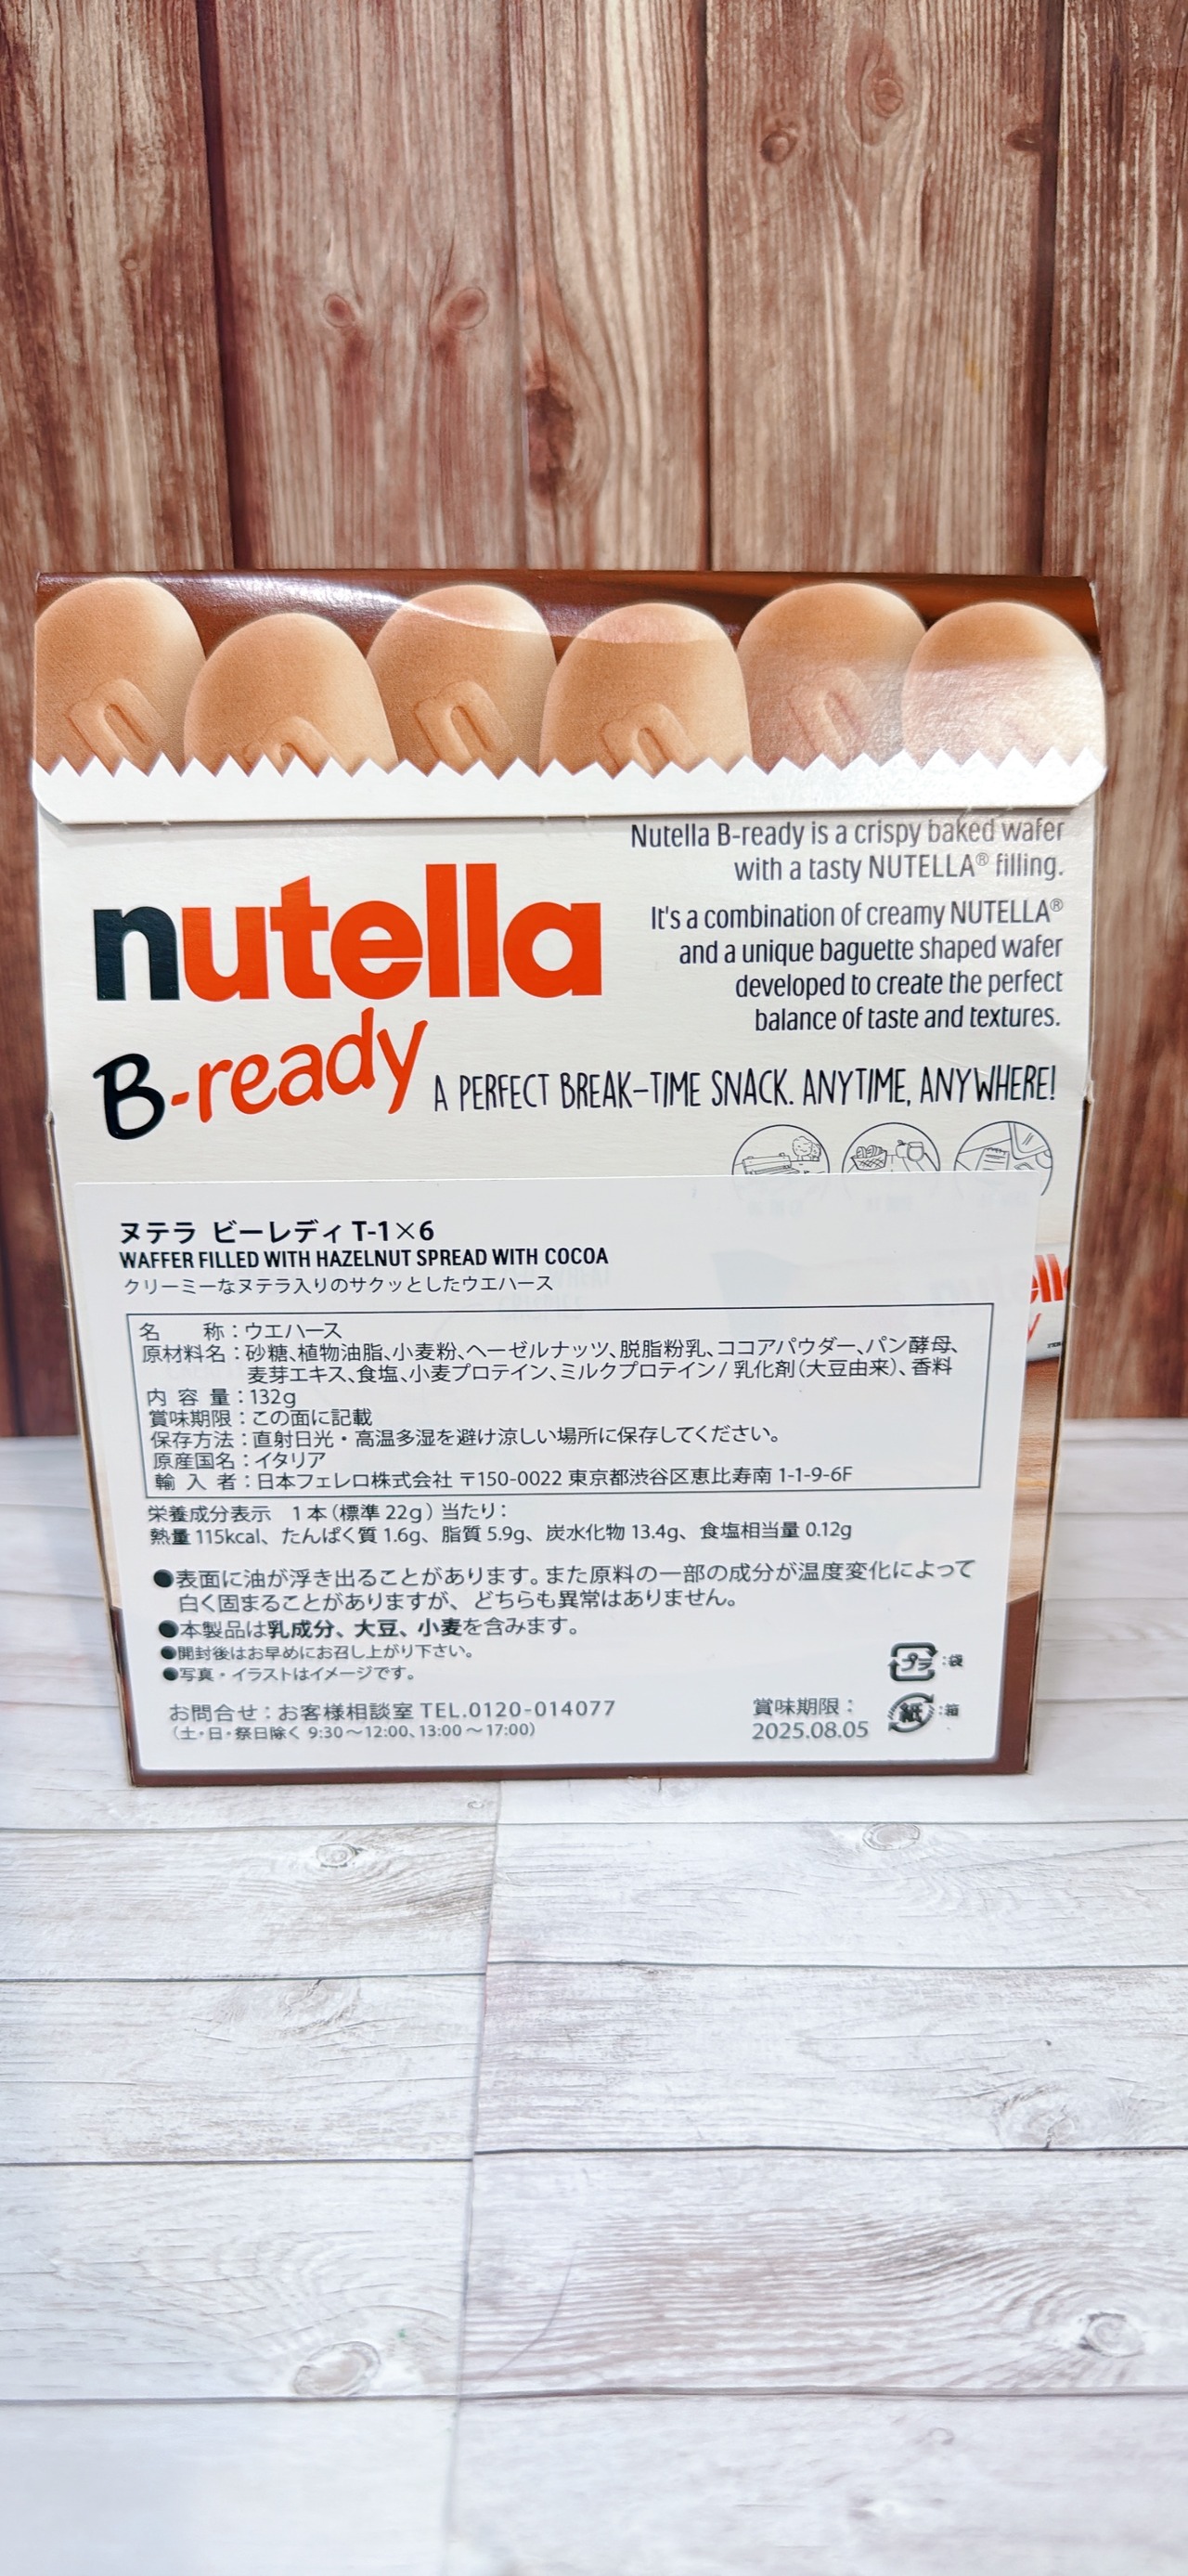 Nutella B-ready is a crispy baked wafer
with a tasty NUTELLA® filling.
It's a combination of creamy NUTELLA®
and a unique baguette shaped wafer
developed to create the perfect
balance of taste and textures.
nutella
B-ready
A PERFECT BREAK-TIME SNACK. ANYTIME, ANYWHERE!
ヌテラ ビーレディ T-1×6
WAFFER FILLED WITH HAZELNUT SPREAD WITH COCOA
クリーミーなヌテラ入りのサクッとしたウエハース
名 称：ウエハース
原材料名：砂糖、植物油脂、小麦粉、ヘーゼルナッツ、脱脂粉乳、ココアパウダー、パン酵母、
麦芽エキス、食塩、小麦プロテイン、ミルクプロテイン/ 乳化剤（大豆由来）、香料
内 容 量：132g
賞味期限：この面に記載
保存方法：直射日光・高温多湿を避け涼しい場所に保存してください。
原産国名：イタリア
輸 入 者：日本フェレロ株式会社 〒150-0022 東京都渋谷区恵比寿南 1-1-9-6F
栄養成分表示 1本（標準 22g）当たり：
熱量 115kcal、たんぱく質 1.6g、脂質 5.9g、炭水化物 13.4g、食塩相当量 0.12g
●表面に油が浮き出ることがあります。また原料の一部の成分が温度変化によって
白く固まることがありますが、どちらも異常はありません。
●本製品は乳成分、大豆、小麦を含みます。
●開封後はお早めにお召し上がり下さい。
●写真・イラストはイメージです。
プラ：袋
紙：箱
お問合せ：お客様相談室 TEL.0120-014077
（土・日・祭日除く 9:30～12:00、13:00～17:00）
賞味期限：
2025.08.05